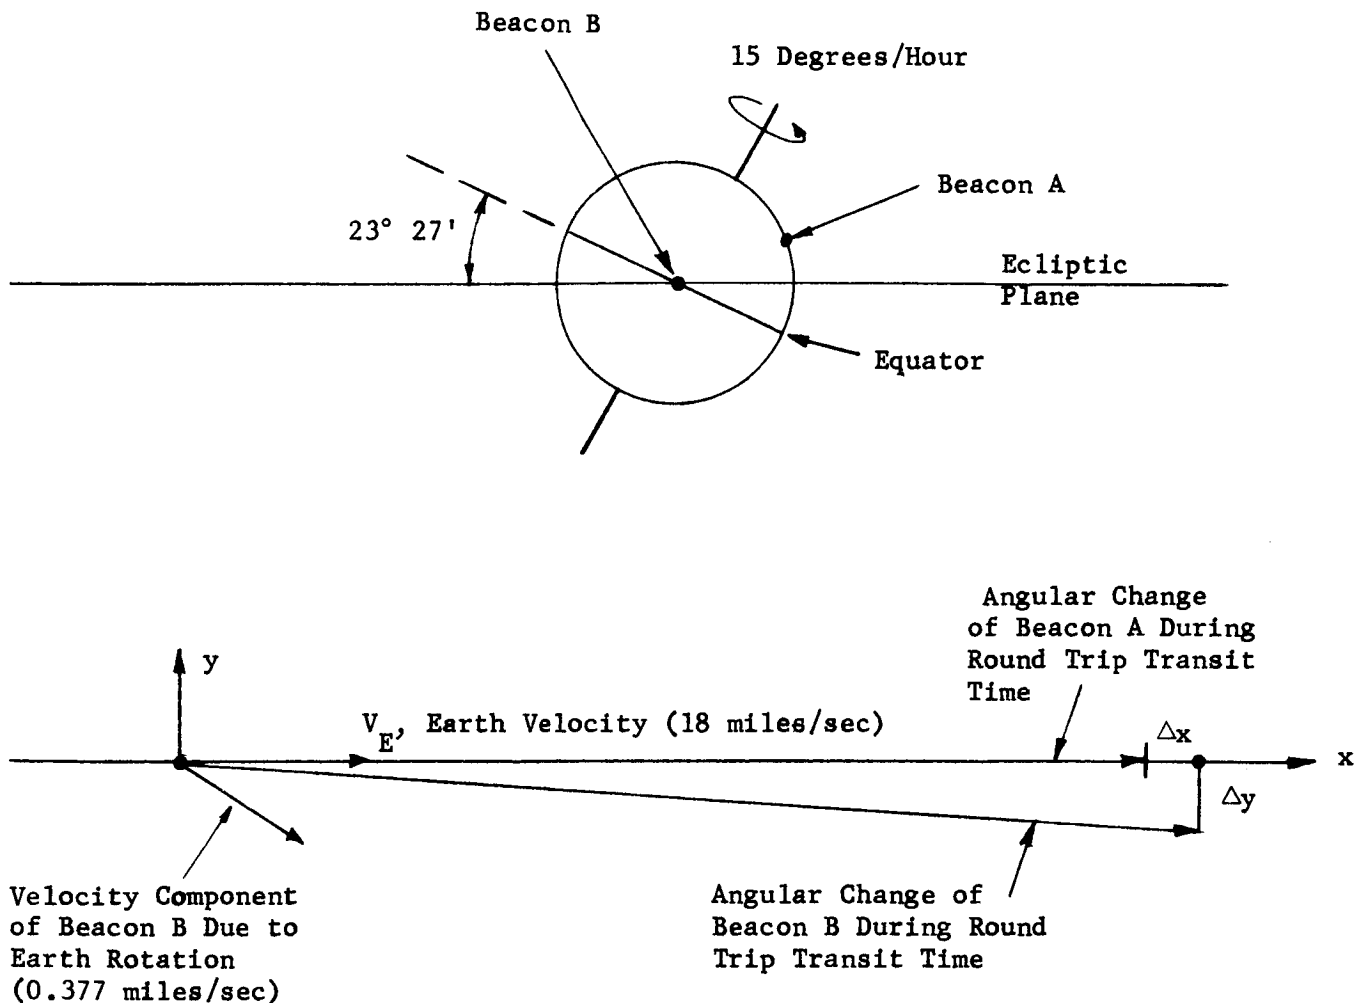 Beacon B
15 Degrees/Hour
Beacon A
23° 27'
Ecliptic
Plane
Equator
Angular Change
of Beacon A During
Round Trip Transit
Time
y
V_E, Earth Velocity (18 miles/sec)
△x
x
△y
Velocity Component
of Beacon B Due to
Earth Rotation
(0.377 miles/sec)
Angular Change of
Beacon B During Round
Trip Transit Time